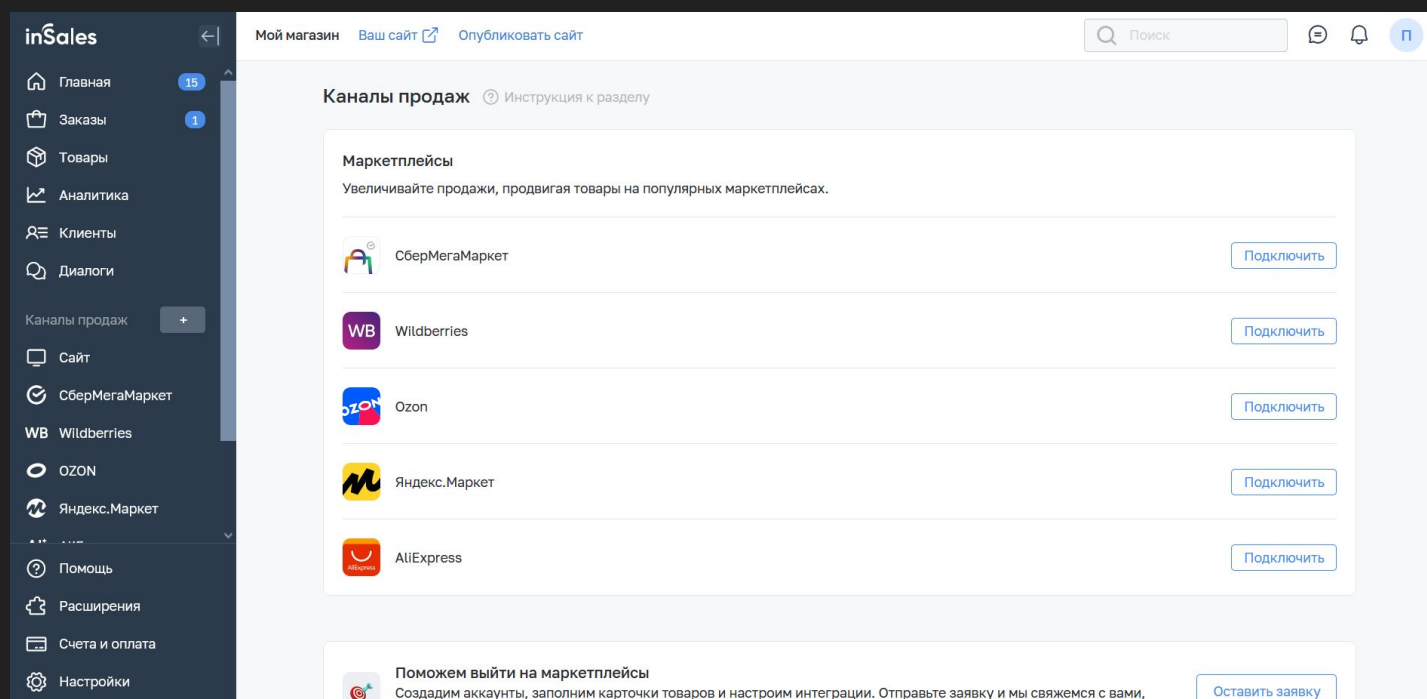 inSales
Мой магазин Ваш сайт Опубликовать сайт Поиск П
Главная 15
Заказы 1
Товары
Аналитика
Клиенты
Диалоги
Каналы продаж +
Сайт
СберМегаМаркет
WB Wildberries
OZON
Яндекс.Маркет
Помощь
Расширения
Счета и оплата
Настройки
Каналы продаж ? Инструкция к разделу
Маркетплейсы
Увеличивайте продажи, продвигая товары на популярных маркетплейсах.
СберМегаМаркет Подключить
WB Wildberries Подключить
OZON Ozon Подключить
Яндекс.Маркет Подключить
AliExpress AliExpress Подключить
Поможем выйти на маркетплейсы
Создадим аккаунты, заполним карточки товаров и настроим интеграции. Отправьте заявку и мы свяжемся с вами,
Оставить заявку